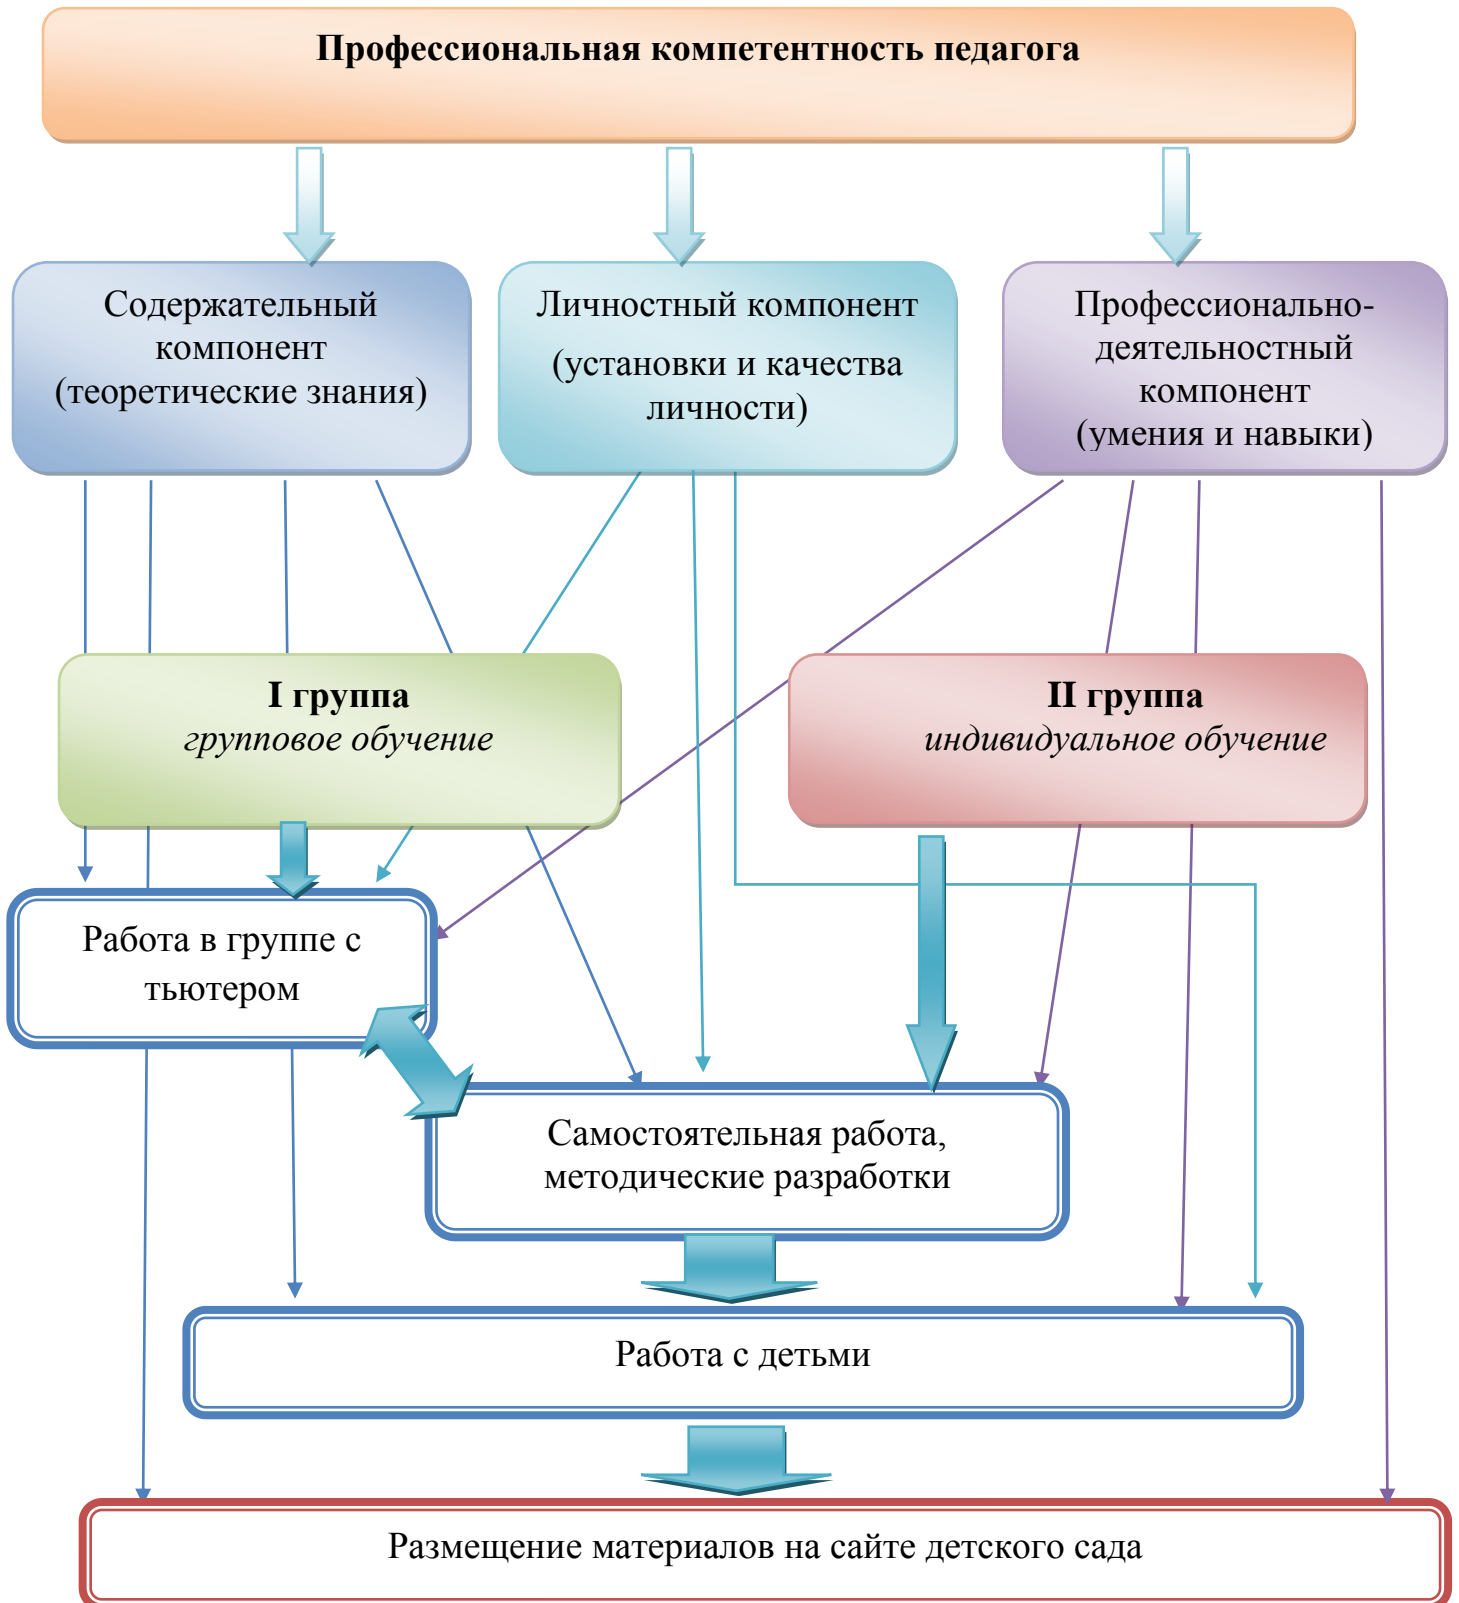 Профессиональная компетентность педагога
Содержательный
компонент
(теоретические знания)
Личностный компонент
(установки и качества
личности)
Профессионально-
деятельностный
компонент
(умения и навыки)
I группа
групповое обучение
II группа
индивидуальное обучение
Работа в группе с
тьютером
Самостоятельная работа,
методические разработки
Работа с детьми
Размещение материалов на сайте детского сада